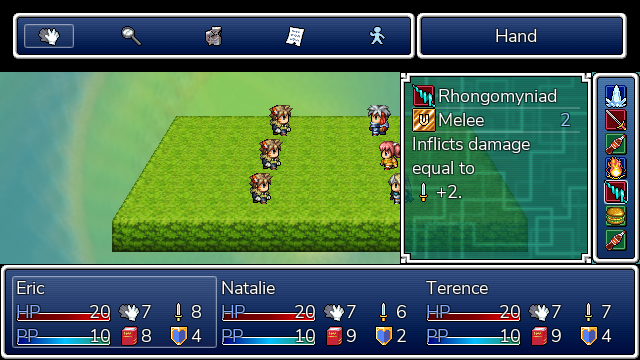 Hand
Rhongomyniad
Melee 2
Inflicts damage
equal to
+2.
Eric Natalie Terence
HP 20 7 8 HP 20 7 6 HP 20 7 7
PP 10 8 4 PP 10 9 2 PP 10 9 4